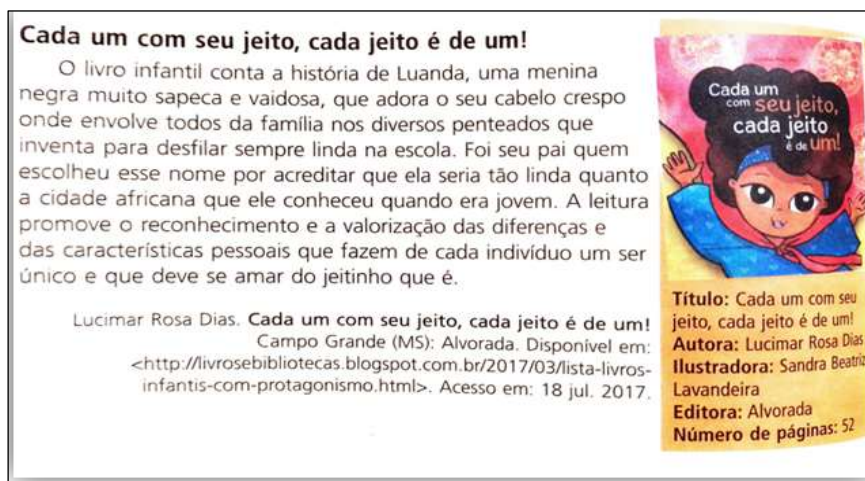 Cada um com seu jeito, cada jeito é de um!
O livro infantil conta a história de Luanda, uma menina
negra muito sapeca e vaidosa, que adora o seu cabelo crespo
onde envolve todos da família nos diversos penteados que
inventa para desfilar sempre linda na escola. Foi seu pai quem
escolheu esse nome por acreditar que ela seria tão linda quanto
a cidade africana que ele conheceu quando era jovem. A leitura
promove o reconhecimento e a valorização das diferenças e
das características pessoais que fazem de cada indivíduo um ser
único e que deve se amar do jeitinho que é.
Lucimar Rosa Dias. Cada um com seu jeito, cada jeito é de um!
Campo Grande (MS): Alvorada. Disponível em:
<http://livrosebibliotecas.blogspot.com.br/2017/03/lista-livros-
infantis-com-protagonismo.html>. Acesso em: 18 jul. 2017.
Cada um
com seu jeito,
cada jeito
é de um!
Título: Cada um com seu
jeito, cada jeito é de um!
Autora: Lucimar Rosa Dias
Ilustradora: Sandra Beatriz
Lavandeira
Editora: Alvorada
Número de páginas: 52